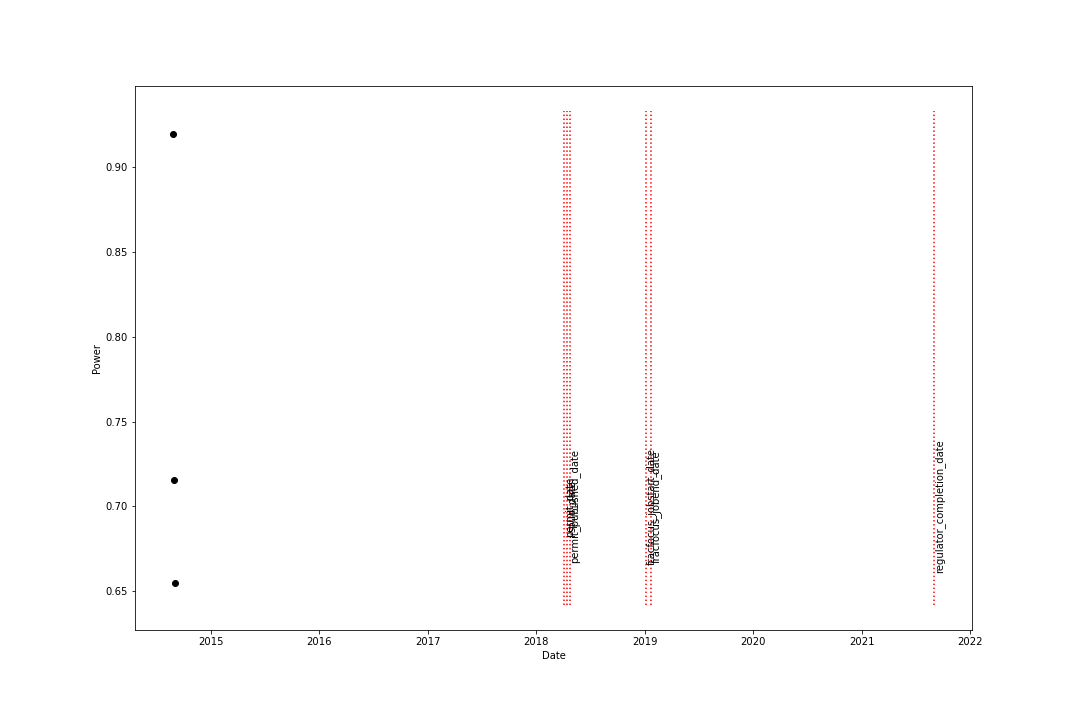 0.90
0.85
0.80
0.75
0.70
0.65
Power
permit_published_date
fracfocus_jobstart_date
fracfocus_jobend_date
regulator_completion_date
2015 2016 2017 2018 2019 2020 2021 2022
Date